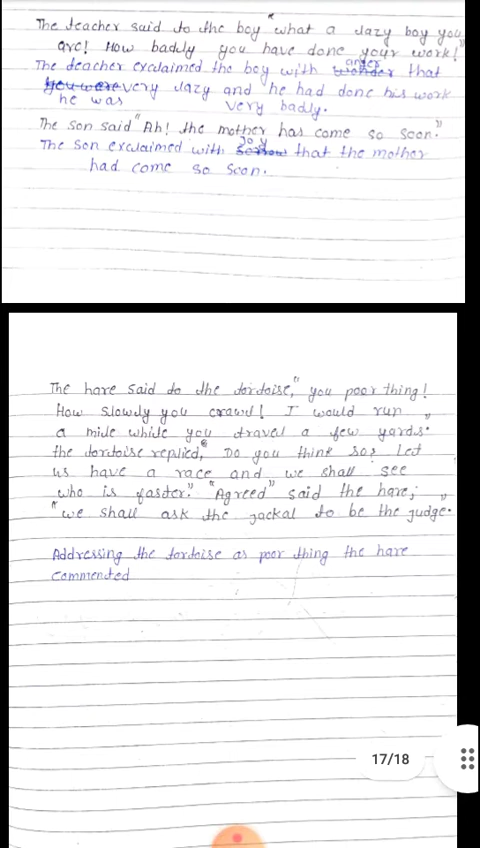 The teacher said to the boy "what a lazy boy you
are! How badly you have done your work!"
anger
The teacher exclaimed the boy with wonder that
you were very lazy and he had done his work
he was very badly.
The son said "Ah! the mother has come so soon."
joy
The son exclaimed with sorrow that the mother
had come so soon.
The hare said to the tortoise, "you poor thing!
How slowly you crawl! I would run
a mile while you travel a few yards."
the tortoise replied, "Do you think so? Let
us have a race and we shall see
who is faster." "Agreed" said the hare;
"we shall ask the jackal to be the judge."
Addressing the tortoise as poor thing the hare
commented
17/18